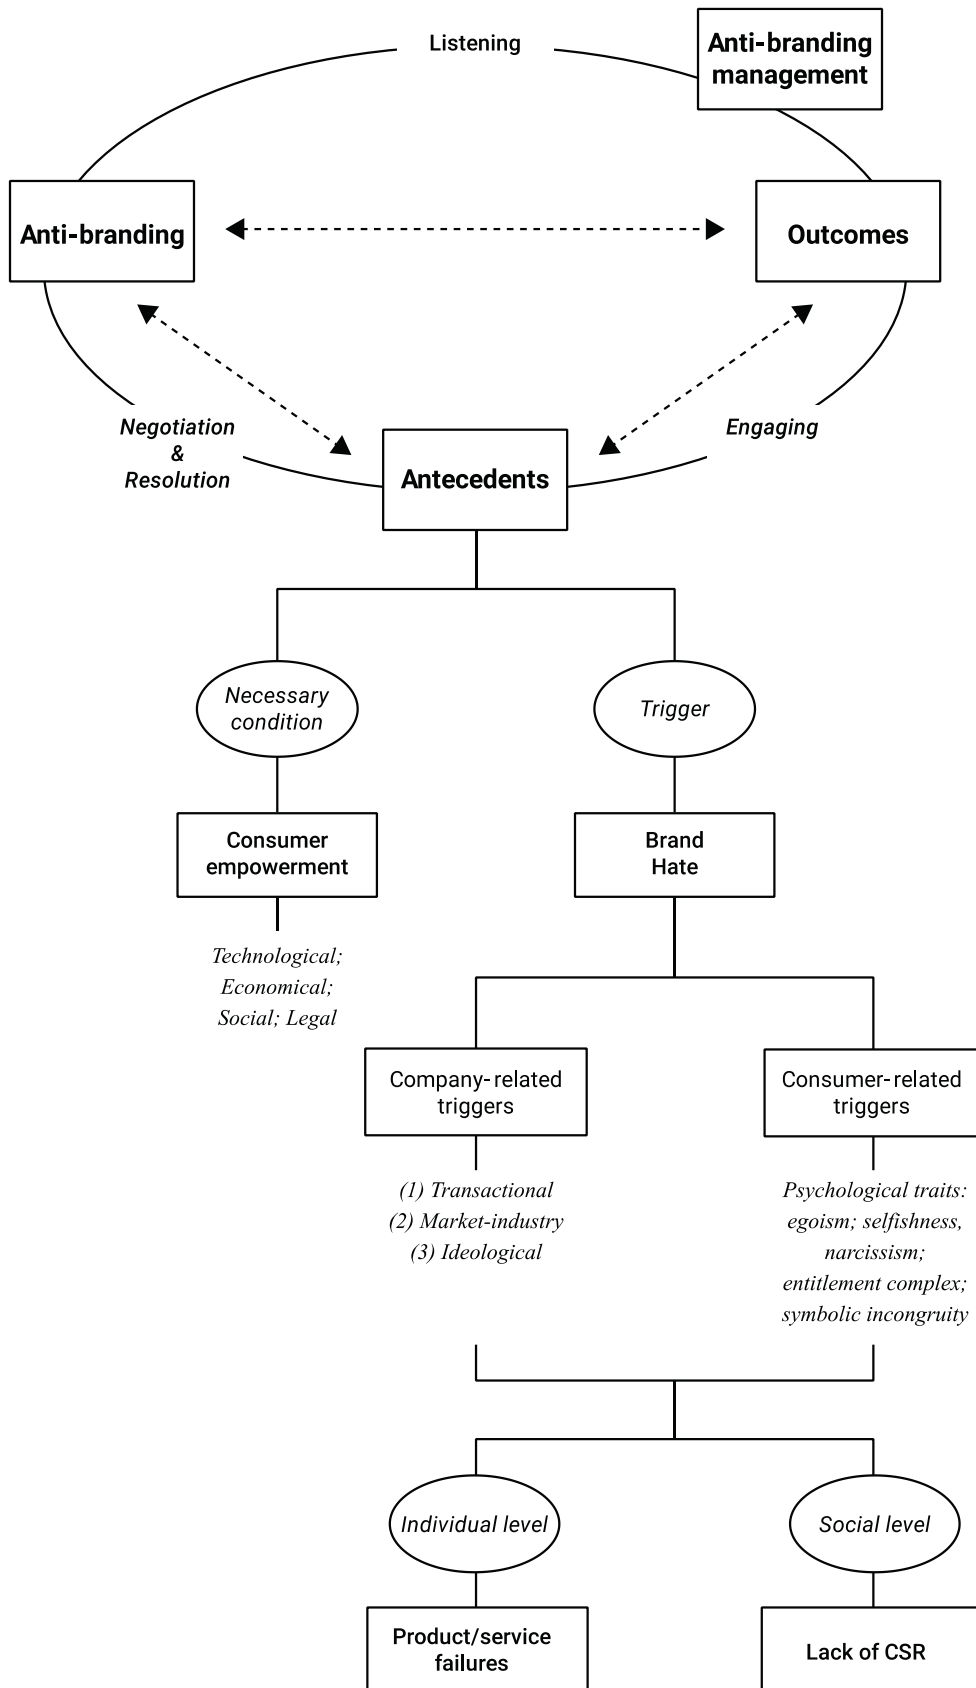 Listening
Anti-branding
management
Anti-branding
Outcomes
Negotiation
&
Resolution
Engaging
Antecedents
Necessary
condition
Trigger
Consumer
empowerment
Brand
Hate
Technological;
Economical;
Social; Legal
Company-related
triggers
Consumer-related
triggers
(1) Transactional
(2) Market-industry
(3) Ideological
Psychological traits:
egoism; selfishness,
narcissism;
entitlement complex;
symbolic incongruity
Individual level
Social level
Product/service
failures
Lack of CSR